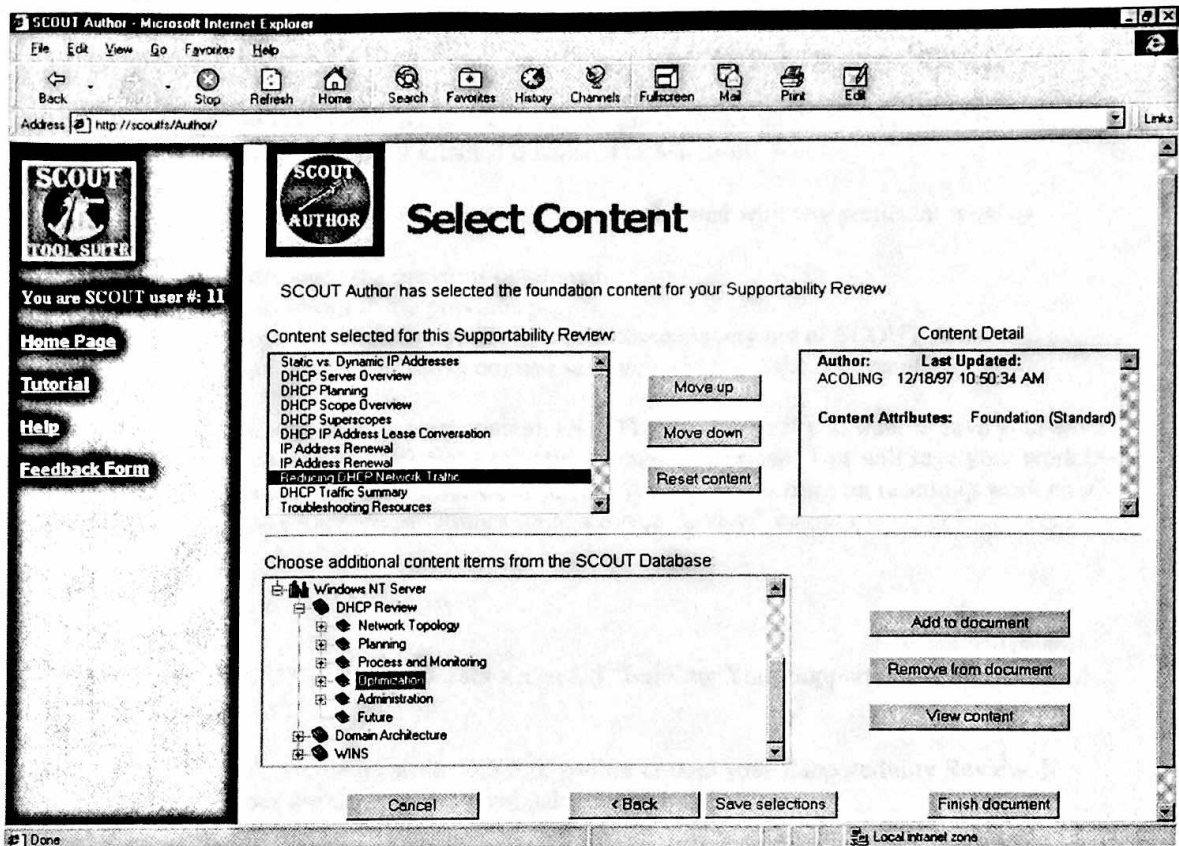 SCOUT Author - Microsoft Internet Explorer
File Edit View Go Favorites Help
Back Stop Refresh Home Search Favorites History Channels Fullscreen Mail Print Edit
Address http://scoutfs/Author/ Links
SCOUT
TOOL SUITE
You are SCOUT user #: 11
Home Page
Tutorial
Help
Feedback Form
SCOUT
AUTHOR
Select Content
SCOUT Author has selected the foundation content for your Supportability Review
Content selected for this Supportability Review:
Static vs. Dynamic IP Addresses
DHCP Server Overview
DHCP Planning
DHCP Scope Overview
DHCP Superscopes
DHCP IP Address Lease Conversation
IP Address Renewal
IP Address Renewal
Reducing DHCP Network Traffic
DHCP Traffic Summary
Troubleshooting Resources
Move up
Move down
Reset content
Content Detail
Author: Last Updated:
ACOLING 12/18/97 10:50:34 AM
Content Attributes: Foundation (Standard)
Choose additional content items from the SCOUT Database
Windows NT Server
DHCP Review
Network Topology
Planning
Process and Monitoring
Optimization
Administration
Future
Domain Architecture
WINS
Add to document
Remove from document
View content
Cancel
< Back
Save selections
Finish document
Done
Local intranet zone